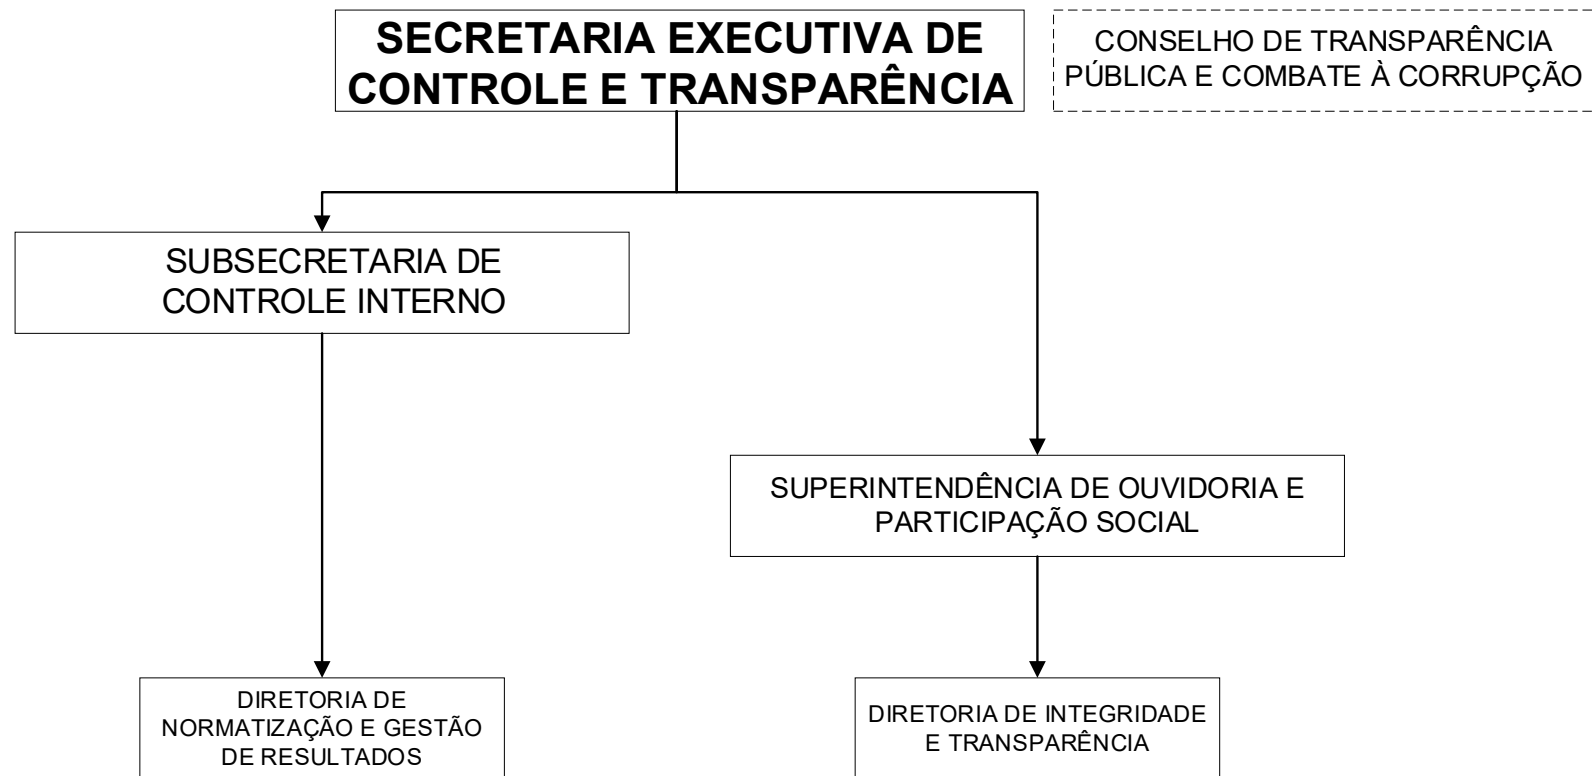 SECRETARIA EXECUTIVA DE
CONTROLE E TRANSPARÊNCIA
CONSELHO DE TRANSPARÊNCIA
PÚBLICA E COMBATE À CORRUPÇÃO
SUBSECRETARIA DE
CONTROLE INTERNO
SUPERINTENDÊNCIA DE OUVIDORIA E
PARTICIPAÇÃO SOCIAL
DIRETORIA DE
NORMATIZAÇÃO E GESTÃO
DE RESULTADOS
DIRETORIA DE INTEGRIDADE
E TRANSPARÊNCIA